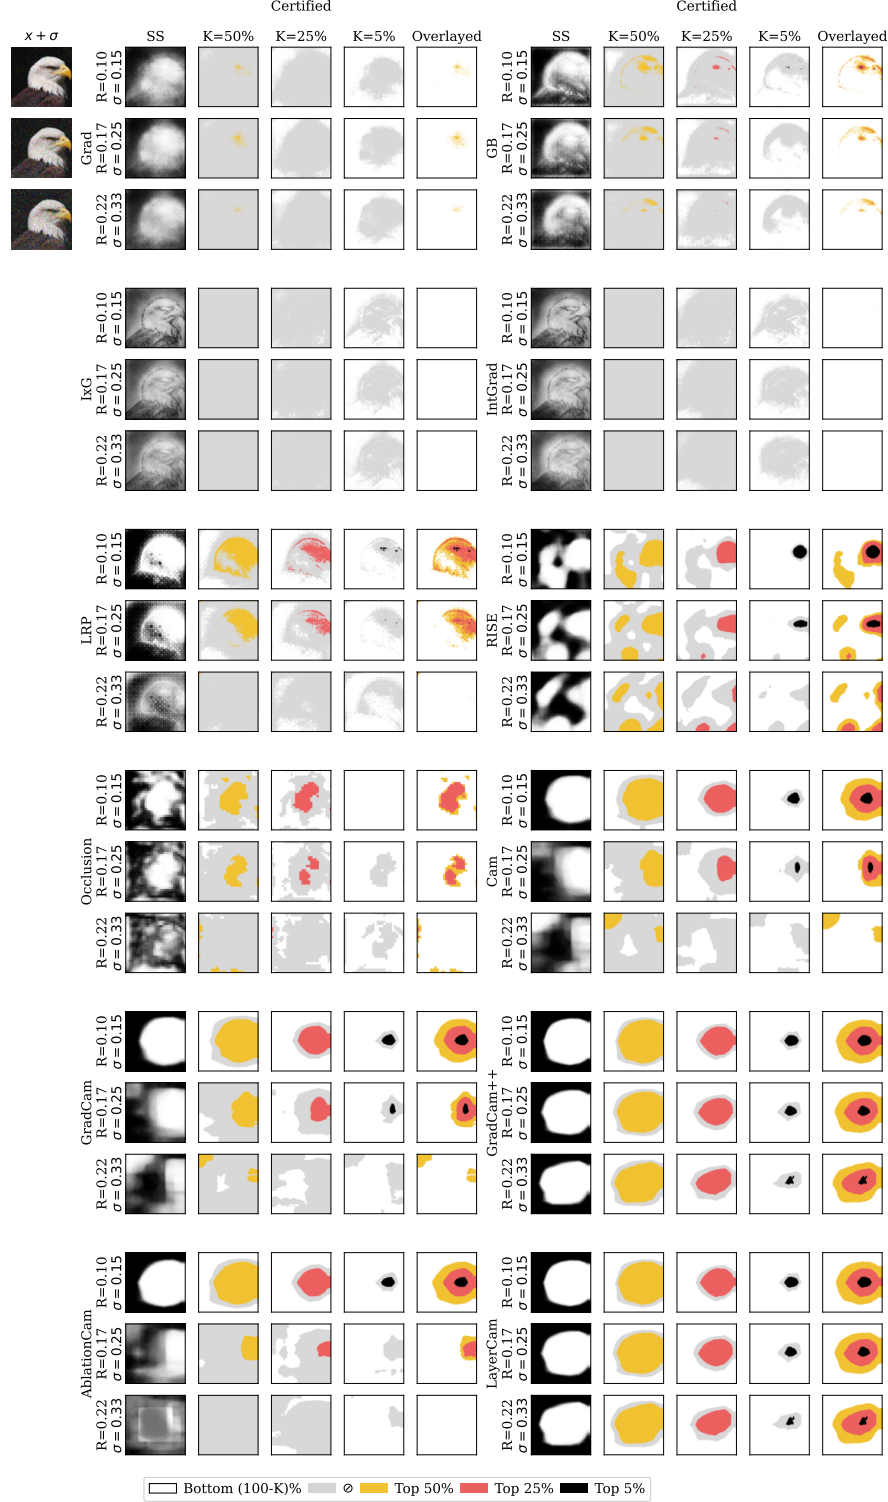 Certified Certified
x + σ SS K=50% K=25% K=5% Overlayed SS K=50% K=25% K=5% Overlayed
Grad
R=0.10
σ = 0.15
R=0.17
σ = 0.25
R=0.22
σ = 0.33
GB
R=0.10
σ = 0.15
R=0.17
σ = 0.25
R=0.22
σ = 0.33
IxG
R=0.10
σ = 0.15
R=0.17
σ = 0.25
R=0.22
σ = 0.33
IntGrad
R=0.10
σ = 0.15
R=0.17
σ = 0.25
R=0.22
σ = 0.33
LRP
R=0.10
σ = 0.15
R=0.17
σ = 0.25
R=0.22
σ = 0.33
RISE
R=0.10
σ = 0.15
R=0.17
σ = 0.25
R=0.22
σ = 0.33
Occlusion
R=0.10
σ = 0.15
R=0.17
σ = 0.25
R=0.22
σ = 0.33
Cam
R=0.10
σ = 0.15
R=0.17
σ = 0.25
R=0.22
σ = 0.33
GradCam
R=0.10
σ = 0.15
R=0.17
σ = 0.25
R=0.22
σ = 0.33
GradCam++
R=0.10
σ = 0.15
R=0.17
σ = 0.25
R=0.22
σ = 0.33
AblationCam
R=0.10
σ = 0.15
R=0.17
σ = 0.25
R=0.22
σ = 0.33
LayerCam
R=0.10
σ = 0.15
R=0.17
σ = 0.25
R=0.22
σ = 0.33
Bottom (100-K)% ⊘ Top 50% Top 25% Top 5%